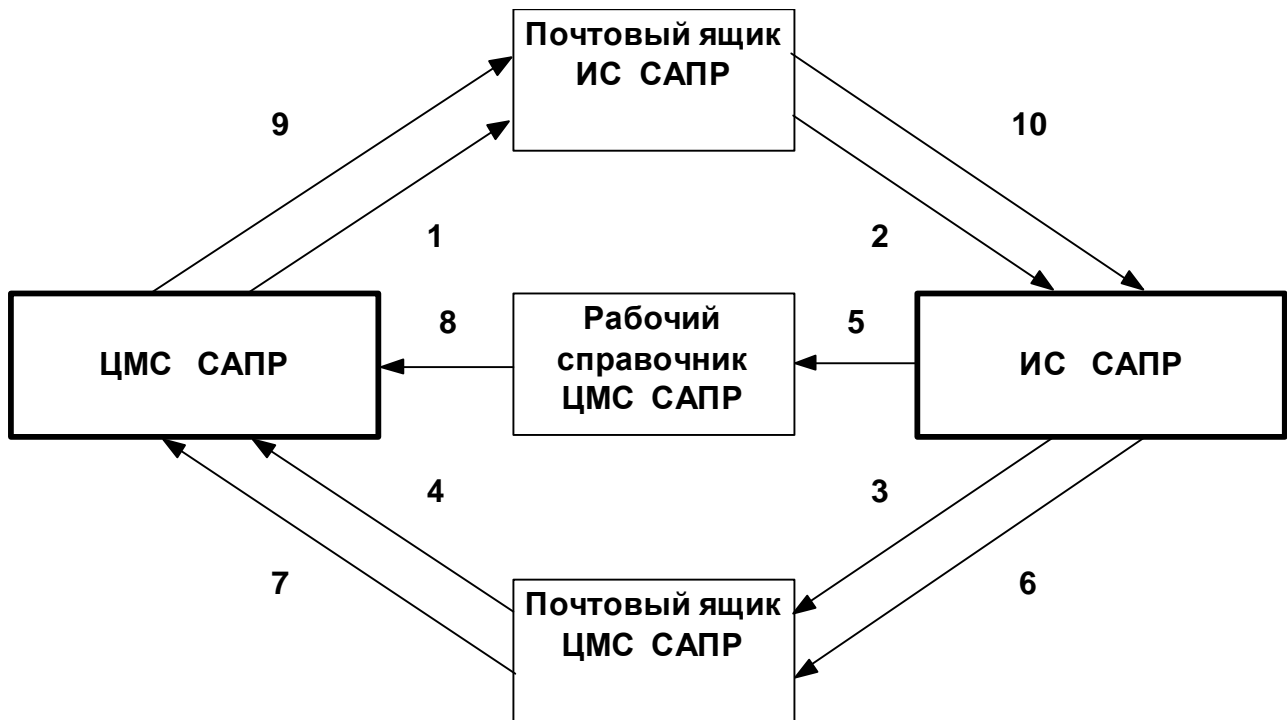 Почтовый ящик
ИС САПР
9
10
1
2
ЦМС САПР
8
Рабочий
справочник
ЦМС САПР
5
ИС САПР
4
3
7
6
Почтовый ящик
ЦМС САПР